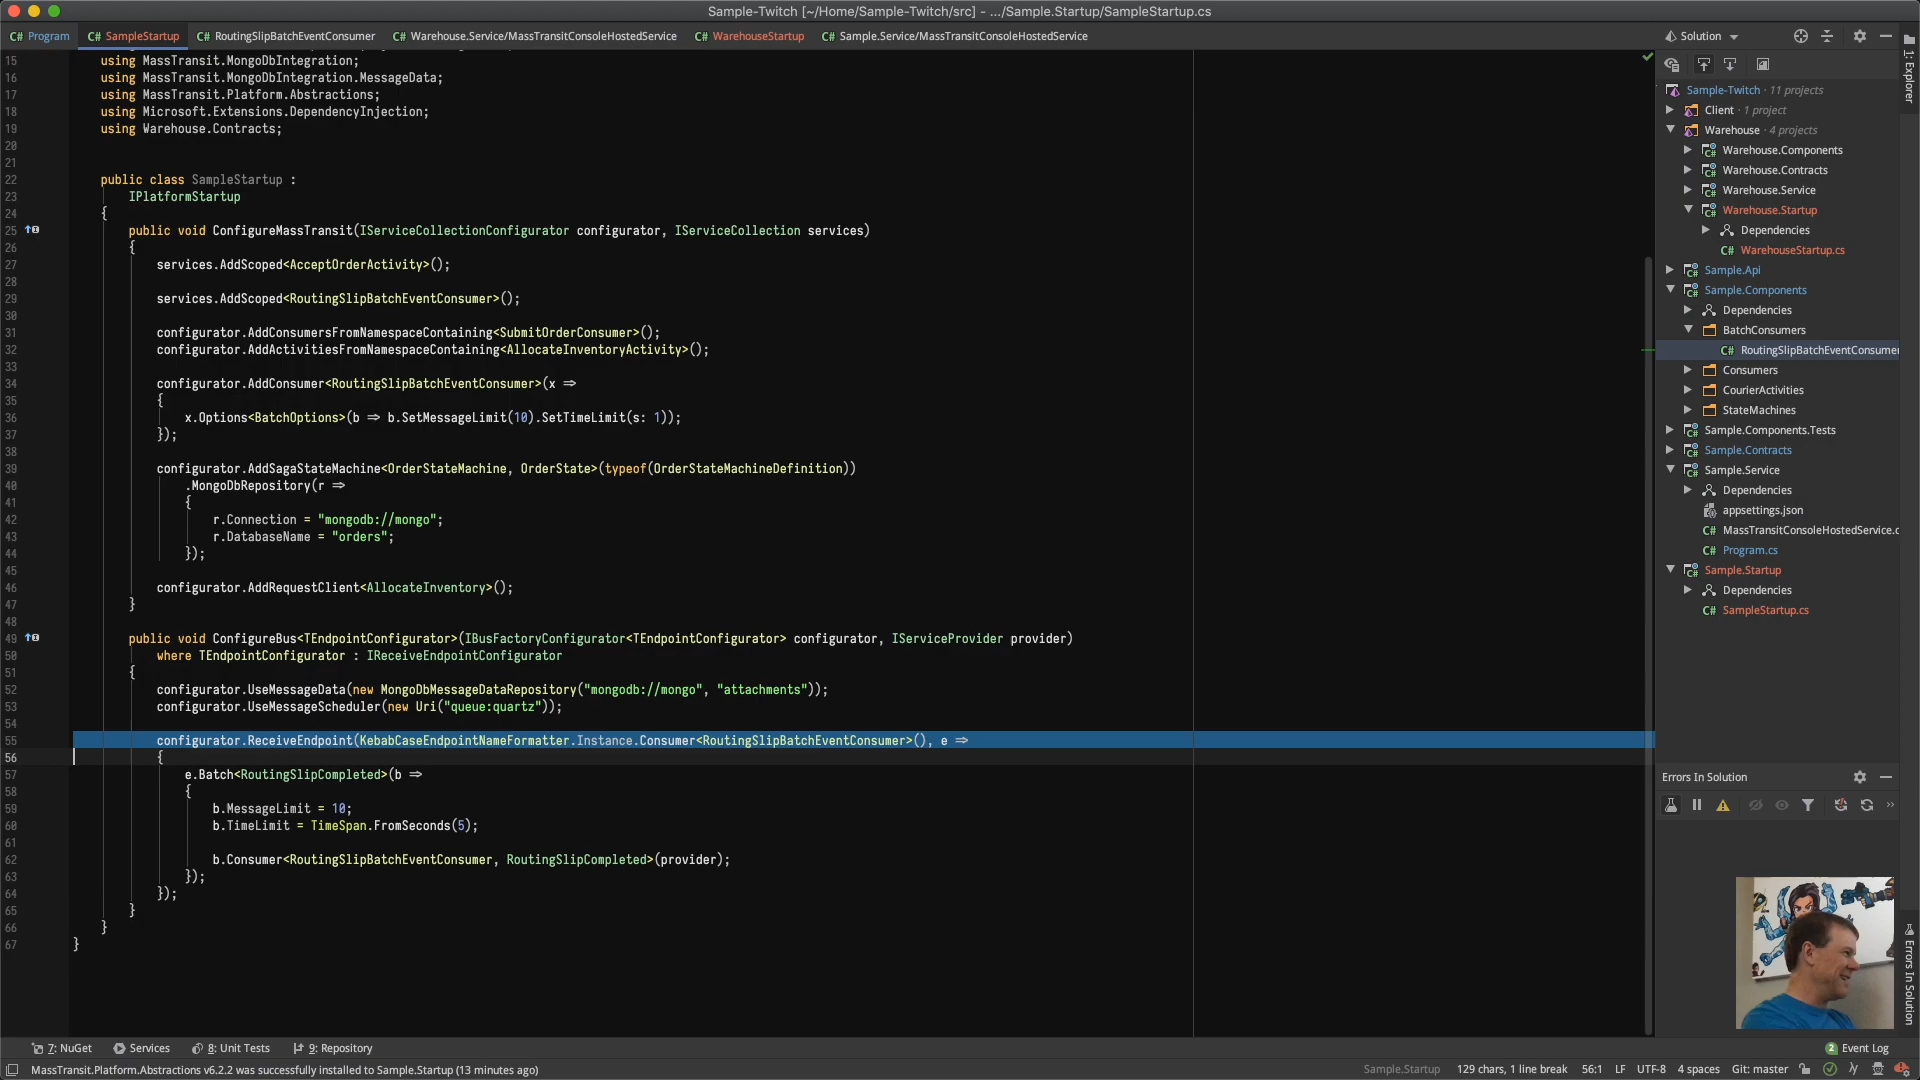 Sample-Twitch [~/Home/Sample-Twitch/src] - .../Sample.Startup/SampleStartup.cs
C# Program C# SampleStartup C# RoutingSlipBatchEventConsumer C# Warehouse.Service/MassTransitConsoleHostedService C# WarehouseStartup C# Sample.Service/MassTransitConsoleHostedService
15 using MassTransit.MongoDbIntegration;
16 using MassTransit.MongoDbIntegration.MessageData;
17 using MassTransit.Platform.Abstractions;
18 using Microsoft.Extensions.DependencyInjection;
19 using Warehouse.Contracts;
20
21
22 public class SampleStartup :
23 IPlatformStartup
24 {
25 public void ConfigureMassTransit(IServiceCollectionConfigurator configurator, IServiceCollection services)
26 {
27 services.AddScoped<AcceptOrderActivity>();
28
29 services.AddScoped<RoutingSlipBatchEventConsumer>();
30
31 configurator.AddConsumersFromNamespaceContaining<SubmitOrderConsumer>();
32 configurator.AddActivitiesFromNamespaceContaining<AllocateInventoryActivity>();
33
34 configurator.AddConsumer<RoutingSlipBatchEventConsumer>(x =>
35 {
36 x.Options<BatchOptions>(b => b.SetMessageLimit(10).SetTimeLimit(s: 1));
37 });
38
39 configurator.AddSagaStateMachine<OrderStateMachine, OrderState>(typeof(OrderStateMachineDefinition))
40 .MongoDbRepository(r =>
41 {
42 r.Connection = "mongodb://mongo";
43 r.DatabaseName = "orders";
44 });
45
46 configurator.AddRequestClient<AllocateInventory>();
47 }
48
49 public void ConfigureBus<TEndpointConfigurator>(IBusFactoryConfigurator<TEndpointConfigurator> configurator, IServiceProvider provider)
50 where TEndpointConfigurator : IReceiveEndpointConfigurator
51 {
52 configurator.UseMessageData(new MongoDbMessageDataRepository("mongodb://mongo", "attachments"));
53 configurator.UseMessageScheduler(new Uri("queue:quartz"));
54
55 configurator.ReceiveEndpoint(KebabCaseEndpointNameFormatter.Instance.Consumer<RoutingSlipBatchEventConsumer>(), e =>
56 {
57 e.Batch<RoutingSlipCompleted>(b =>
58 {
59 b.MessageLimit = 10;
60 b.TimeLimit = TimeSpan.FromSeconds(5);
61
62 b.Consumer<RoutingSlipBatchEventConsumer, RoutingSlipCompleted>(provider);
63 });
64 });
65 }
66 }
67 }
Solution
Sample-Twitch · 11 projects
Client · 1 project
Warehouse · 4 projects
C# Warehouse.Components
C# Warehouse.Contracts
C# Warehouse.Service
C# Warehouse.Startup
Dependencies
C# WarehouseStartup.cs
C# Sample.Api
C# Sample.Components
Dependencies
BatchConsumers
C# RoutingSlipBatchEventConsumer
Consumers
CourierActivities
StateMachines
C# Sample.Components.Tests
C# Sample.Contracts
C# Sample.Service
Dependencies
appsettings.json
C# MassTransitConsoleHostedService.c
C# Program.cs
C# Sample.Startup
Dependencies
C# SampleStartup.cs
Errors In Solution
1: Explorer
Errors In Solution
7: NuGet Services 8: Unit Tests 9: Repository
2 Event Log
MassTransit.Platform.Abstractions v6.2.2 was successfully installed to Sample.Startup (13 minutes ago)
Sample.Startup 129 chars, 1 line break 56:1 LF UTF-8 4 spaces Git: master